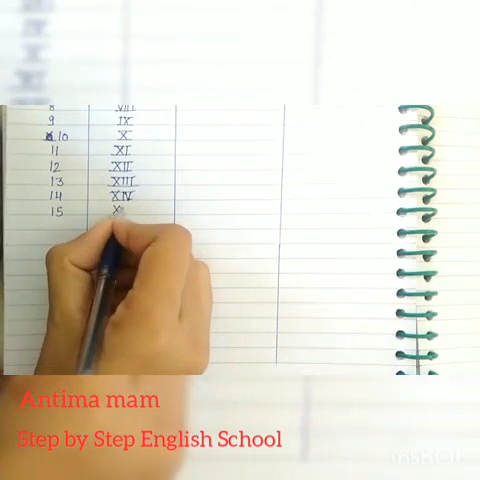 8 VIII
9 IX
10 X
11 XI
12 XII
13 XIII
14 XIV
15 X
Antima mam
Step by Step English School